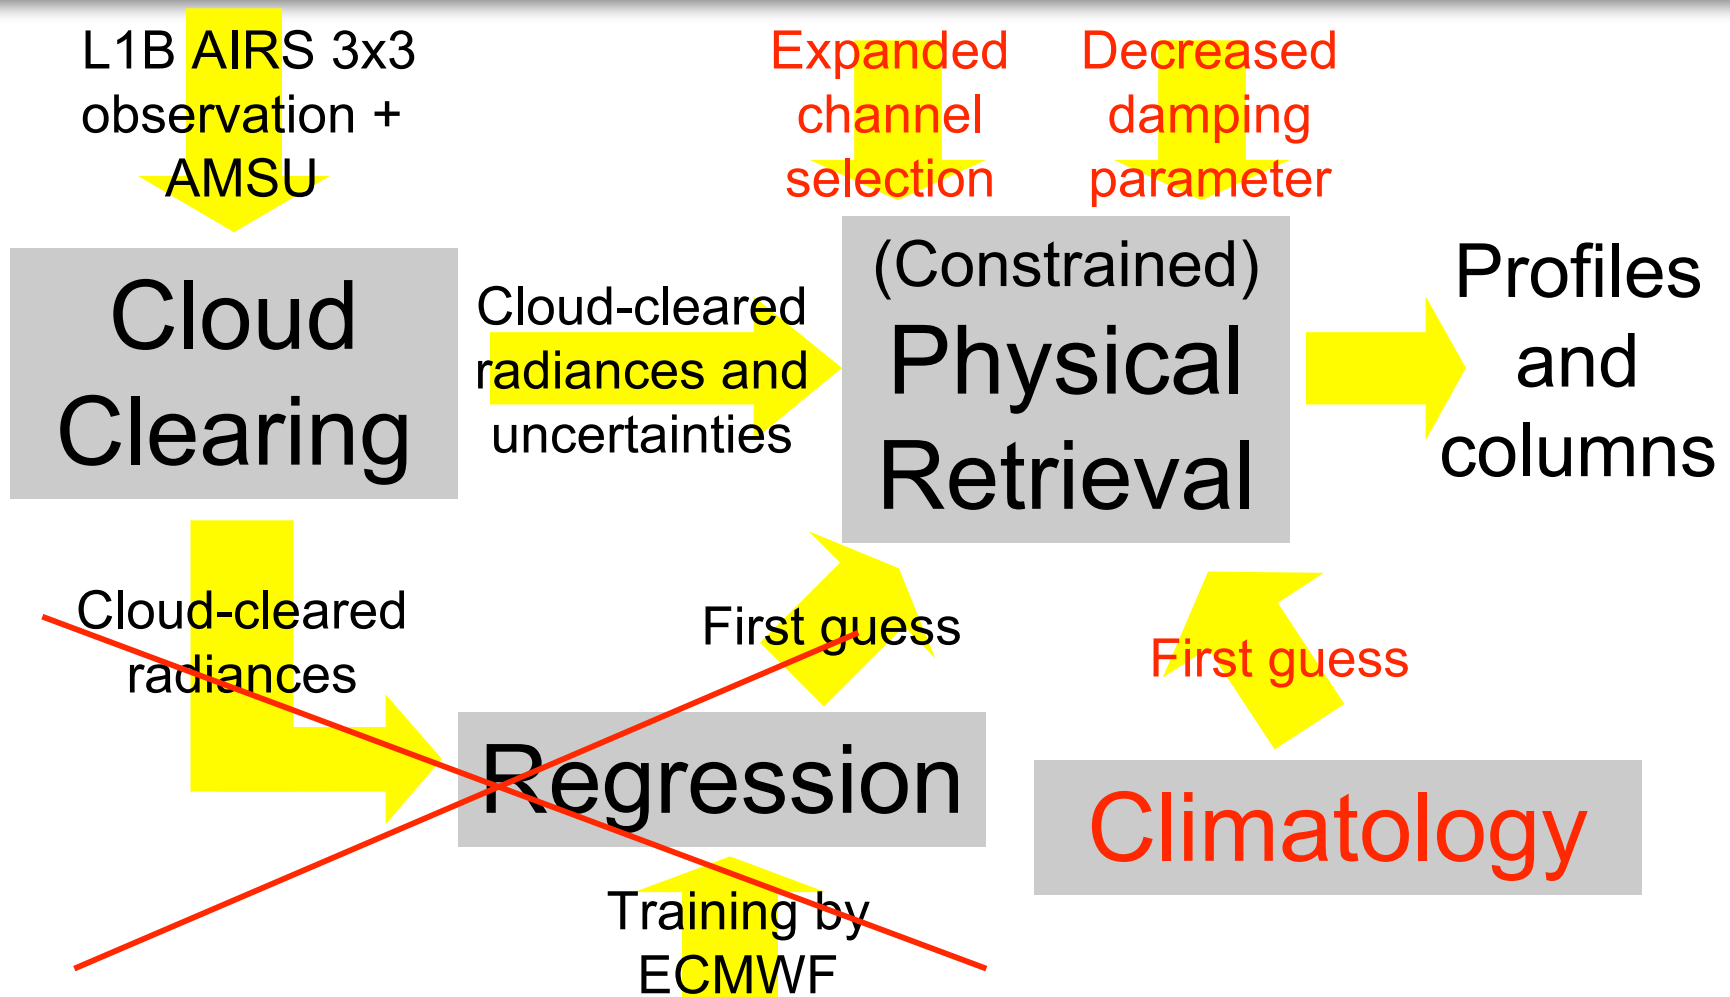 L1B AIRS 3x3
observation +
AMSU
Expanded
channel
selection
Decreased
damping
parameter
Cloud
Clearing
Cloud-cleared
radiances and
uncertainties
(Constrained)
Physical
Retrieval
Profiles
and
columns
Cloud-cleared
radiances
First guess
First guess
Regression
Climatology
Training by
ECMWF